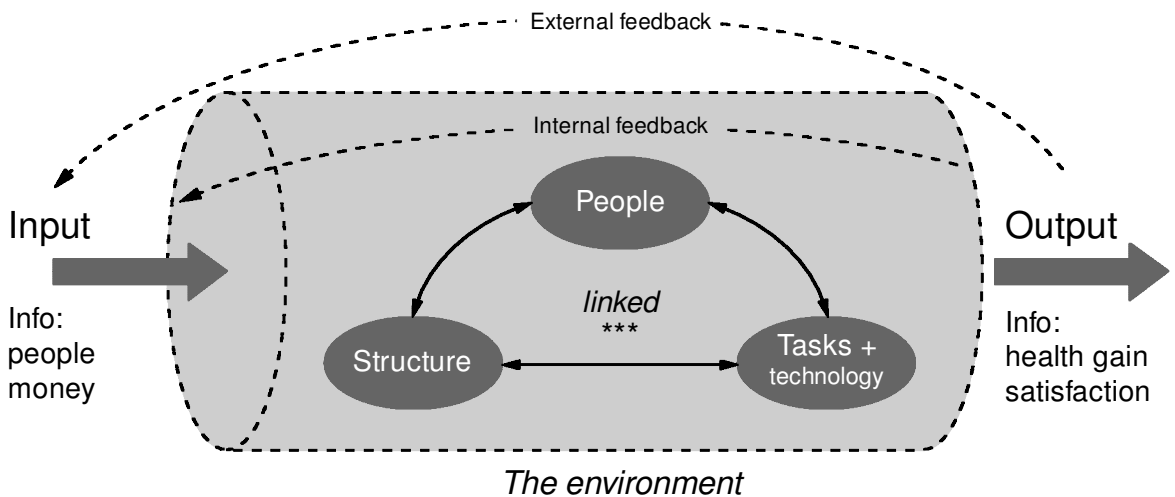 External feedback
Internal feedback
People
Input
Output
linked
***
Info:
people
money
Structure
Tasks +
technology
Info:
health gain
satisfaction
The environment